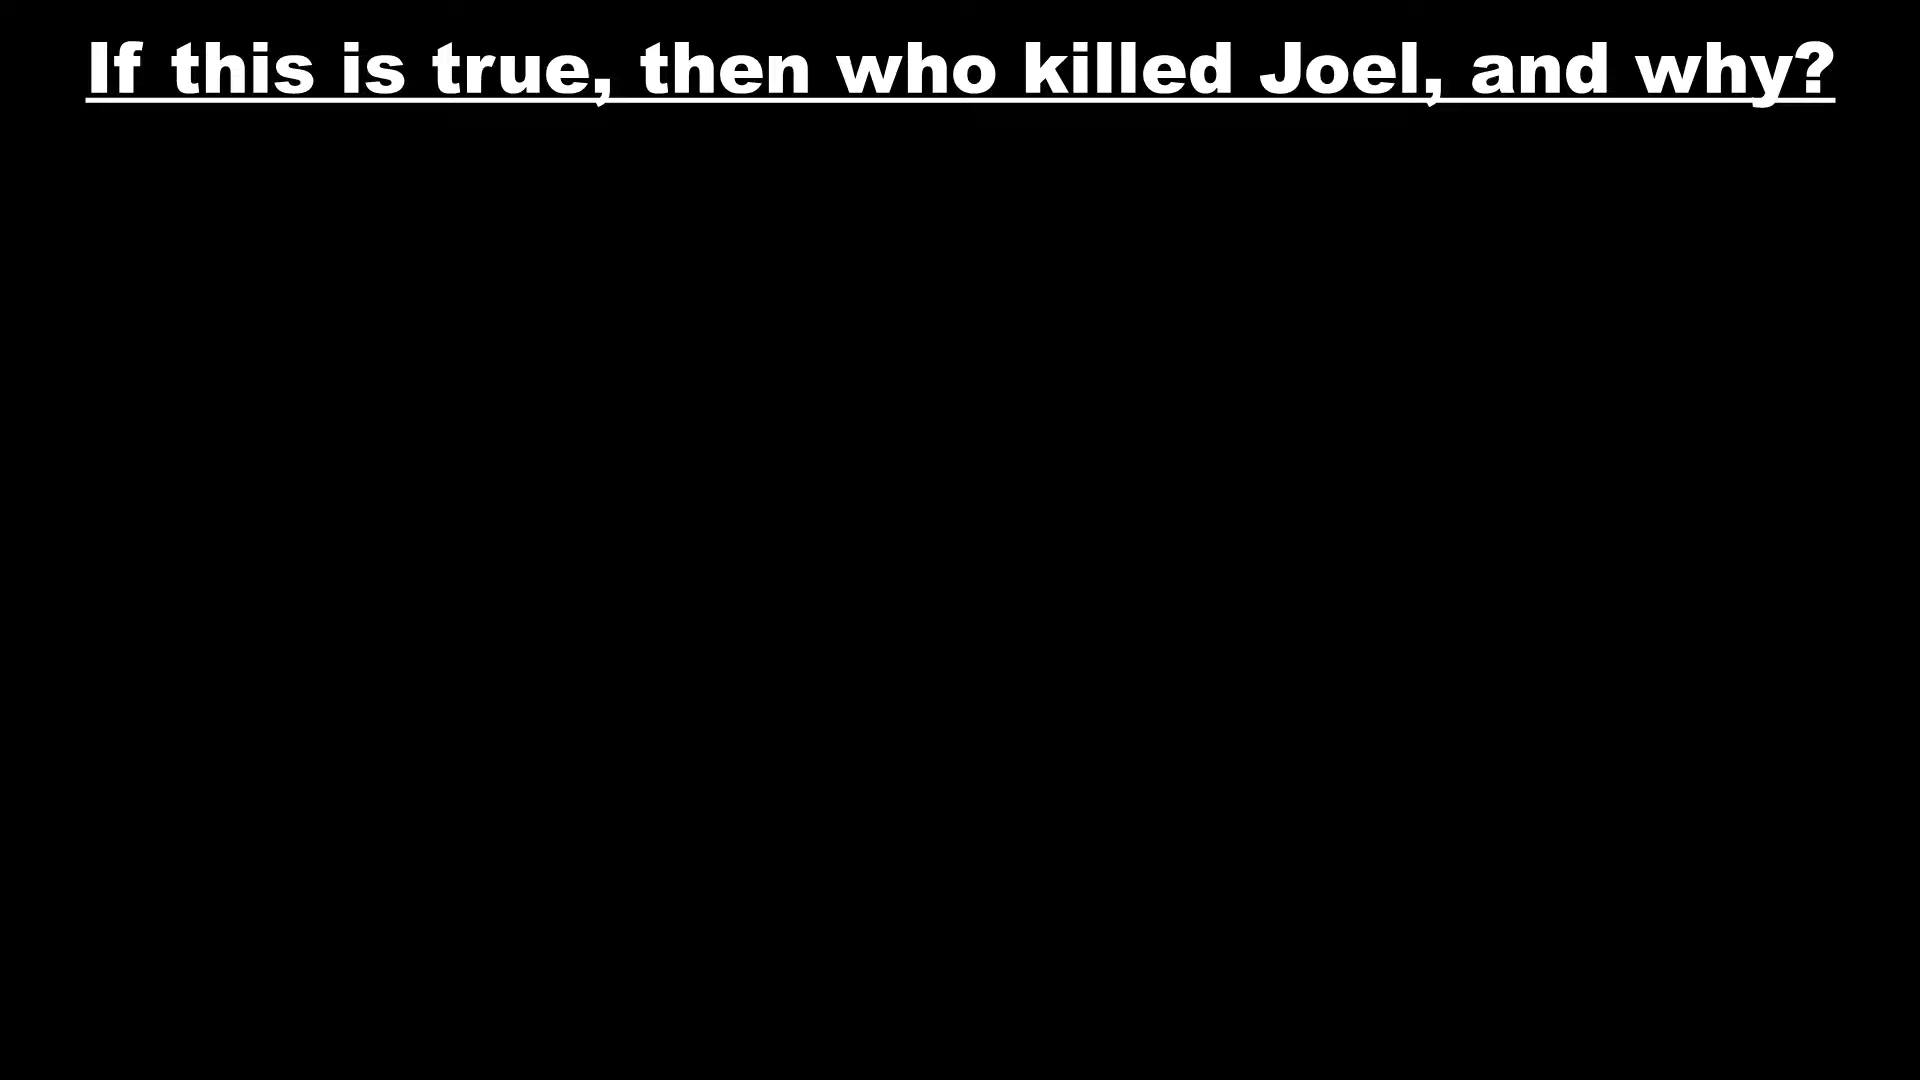 If this is true, then who killed Joel, and why?